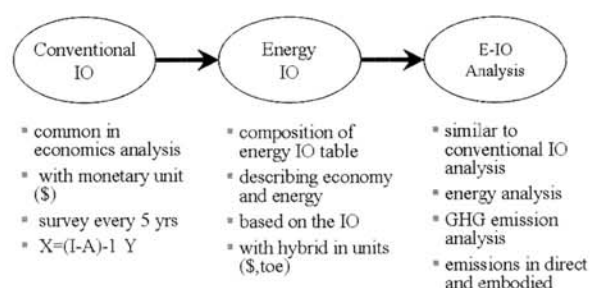 Conventional
IO
Energy
IO
E-IO
Analysis
▪ common in
economics analysis
▪ with monetary unit
($)
▪ survey every 5 yrs
▪ X=(I-A)-1 Y
▪ composition of
energy IO table
▪ describing economy
and energy
▪ based on the IO
▪ with hybrid in units
($,toe)
▪ similar to
conventional IO
analysis
▪ energy analysis
▪ GHG emission
analysis
▪ emissions in direct
and embodied